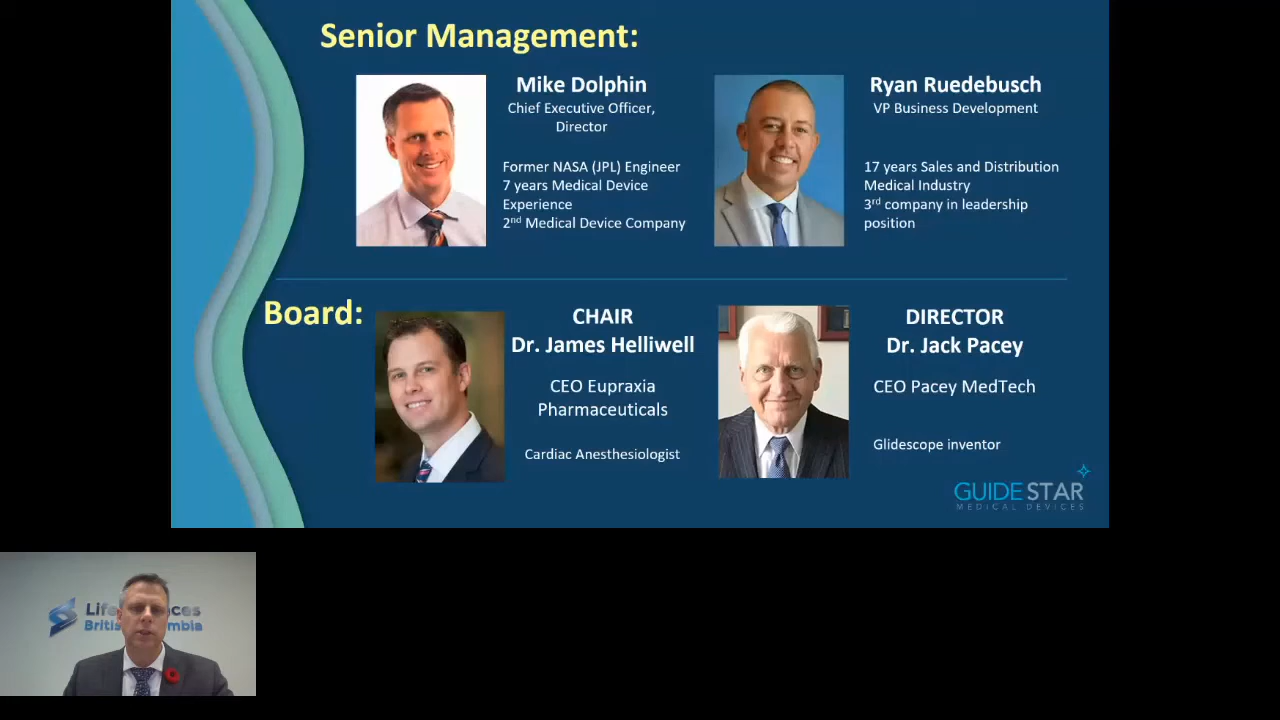 Senior Management:
Mike Dolphin
Chief Executive Officer,
Director
Former NASA (JPL) Engineer
7 years Medical Device
Experience
2nd Medical Device Company
Ryan Ruedebusch
VP Business Development
17 years Sales and Distribution
Medical Industry
3rd company in leadership
position
Board:
CHAIR
Dr. James Helliwell
CEO Eupraxia
Pharmaceuticals
Cardiac Anesthesiologist
DIRECTOR
Dr. Jack Pacey
CEO Pacey MedTech
Glidescope inventor
GUIDE STAR
MEDICAL DEVICES